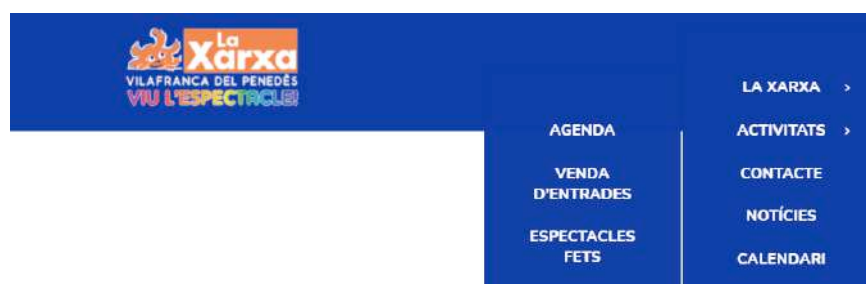 La
Xarxa
VILAFRANCA DEL PENEDÈS
VIU L'ESPECTACLE!
LA XARXA >
AGENDA
ACTIVITATS >
VENDA
D'ENTRADES
CONTACTE
NOTÍCIES
ESPECTACLES
FETS
CALENDARI